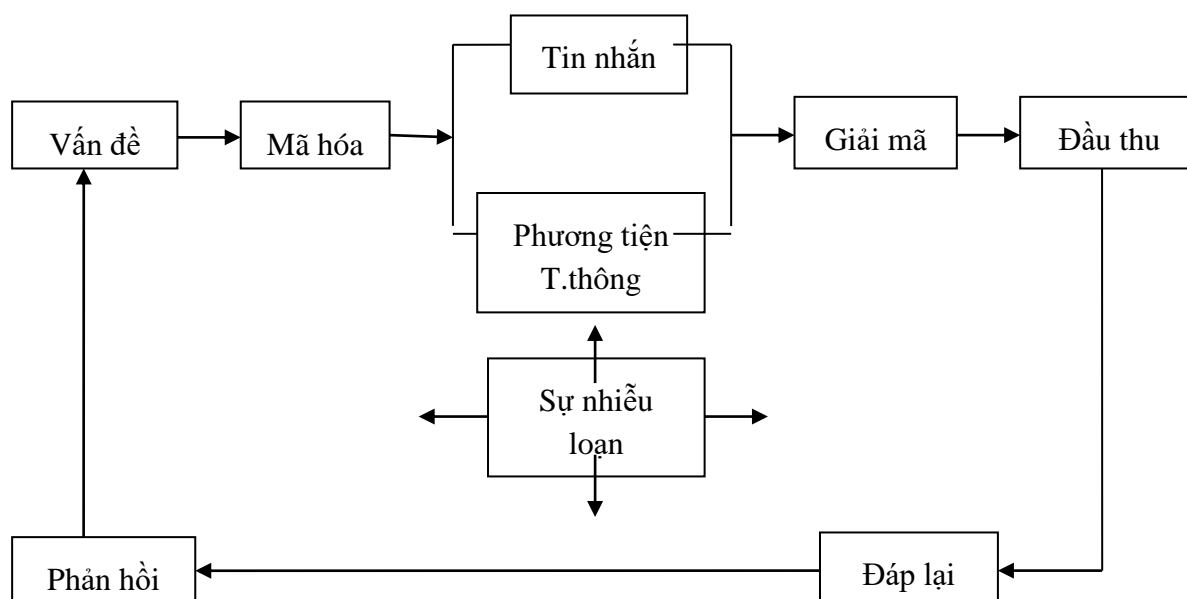 Tin nhắn
Vấn đề
Mã hóa
Giải mã
Đầu thu
Phương tiện
T.thông
Sự nhiễu
loạn
Phản hồi
Đáp lại